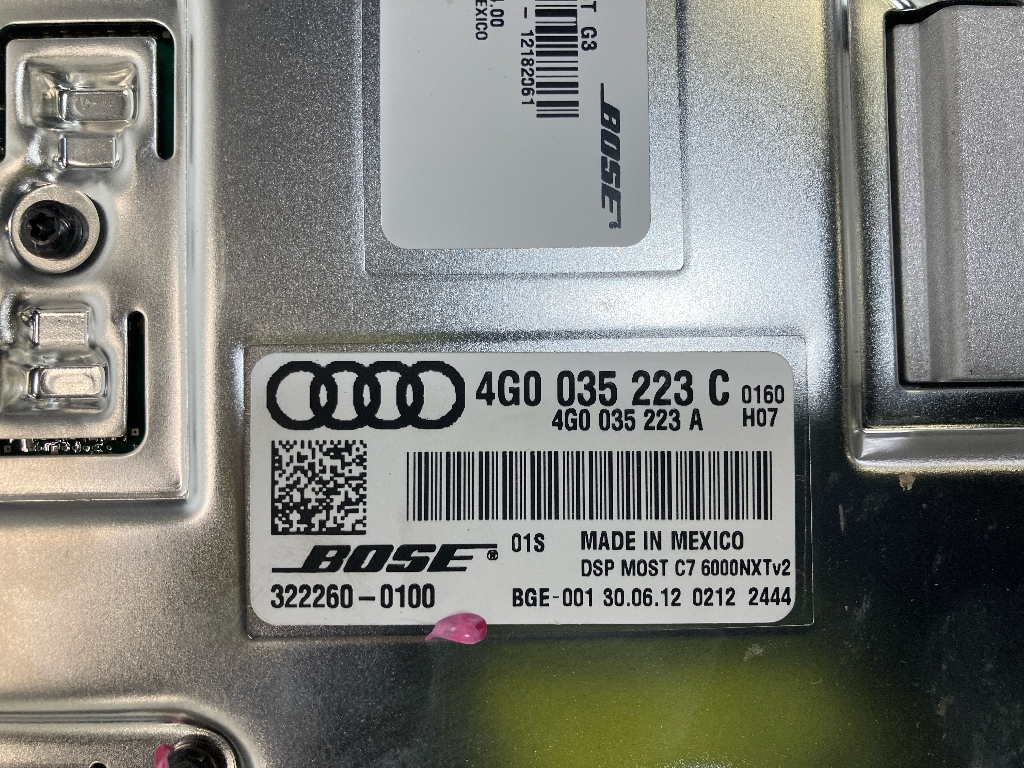 T G3
12182361
.00
EXICO
BOSE
4G0 035 223 C 0160
4G0 035 223 A H07
BOSE® 01S MADE IN MEXICO
DSP MOST C7 6000NXTv2
322260-0100 BGE-001 30.06.12 0212 2444